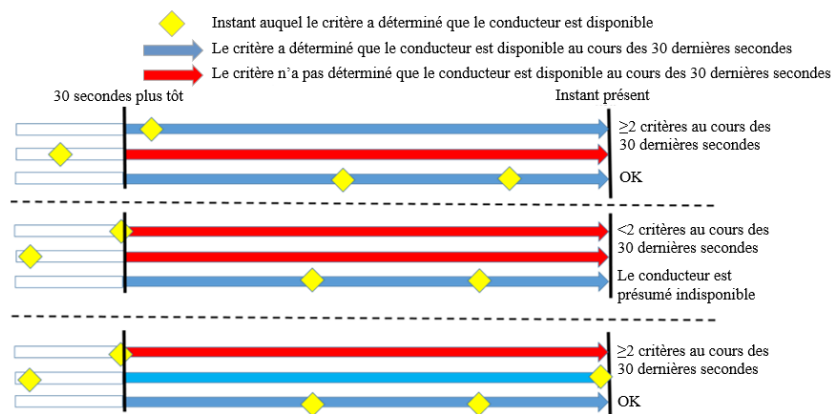 Instant auquel le critère a déterminé que le conducteur est disponible
Le critère a déterminé que le conducteur est disponible au cours des 30 dernières secondes
Le critère n’a pas déterminé que le conducteur est disponible au cours des 30 dernières secondes
30 secondes plus tôt
Instant présent
≥2 critères au cours des
30 dernières secondes
OK
<2 critères au cours des
30 dernières secondes
Le conducteur est
présumé indisponible
≥2 critères au cours des
30 dernières secondes
OK